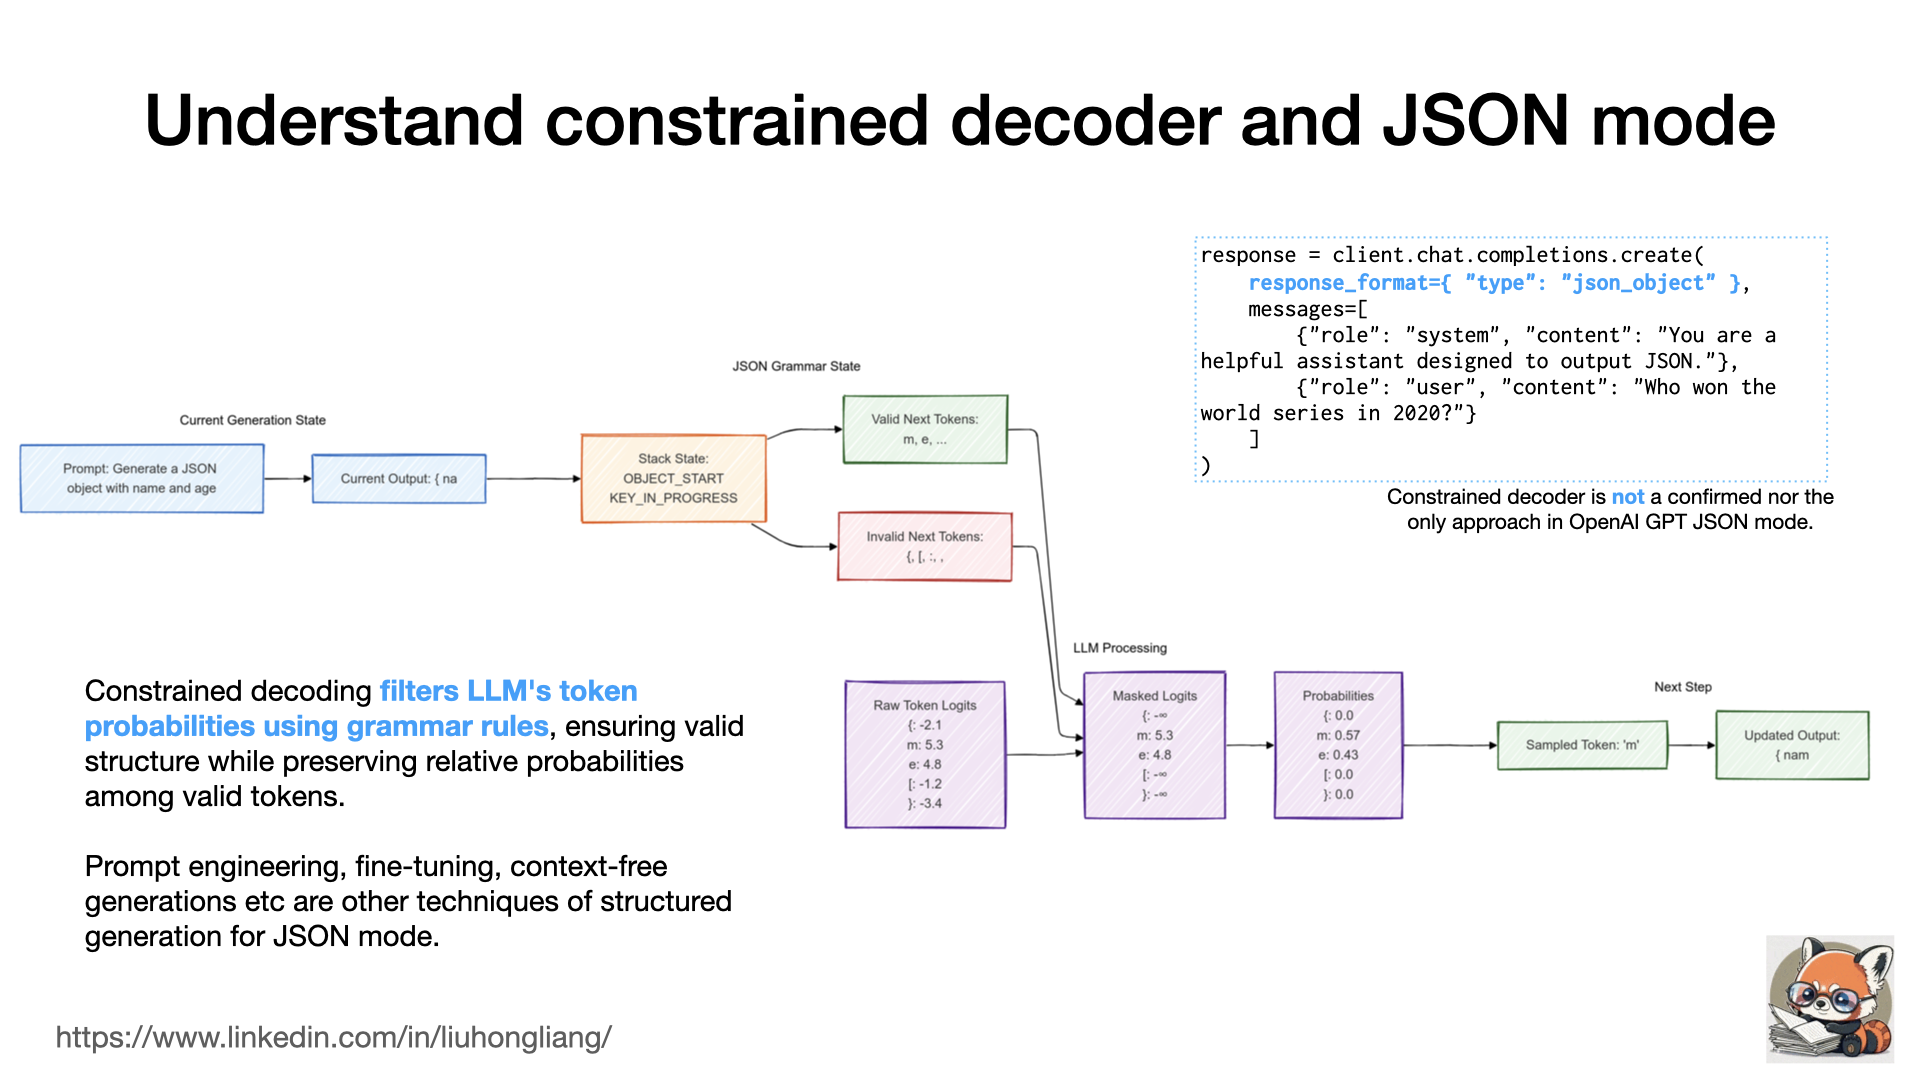 Understand constrained decoder and JSON mode
response = client.chat.completions.create(
    response_format={ "type": "json_object" },
    messages=[
        {"role": "system", "content": "You are a
helpful assistant designed to output JSON."},
        {"role": "user", "content": "Who won the
world series in 2020?"}
    ]
)
Constrained decoder is not a confirmed nor the
only approach in OpenAI GPT JSON mode.
Current Generation State
Prompt: Generate a JSON
object with name and age
Current Output: { na
JSON Grammar State
Stack State:
OBJECT_START
KEY_IN_PROGRESS
Valid Next Tokens:
m, e, ...
Invalid Next Tokens:
{, [, :, ,
LLM Processing
Raw Token Logits
{: -2.1
m: 5.3
e: 4.8
[: -1.2
}: -3.4
Masked Logits
{: -∞
m: 5.3
e: 4.8
[: -∞
}: -∞
Probabilities
{: 0.0
m: 0.57
e: 0.43
[: 0.0
}: 0.0
Next Step
Sampled Token: 'm'
Updated Output:
{ nam
Constrained decoding filters LLM's token
probabilities using grammar rules, ensuring valid
structure while preserving relative probabilities
among valid tokens.
Prompt engineering, fine-tuning, context-free
generations etc are other techniques of structured
generation for JSON mode.
https://www.linkedin.com/in/liuhongliang/